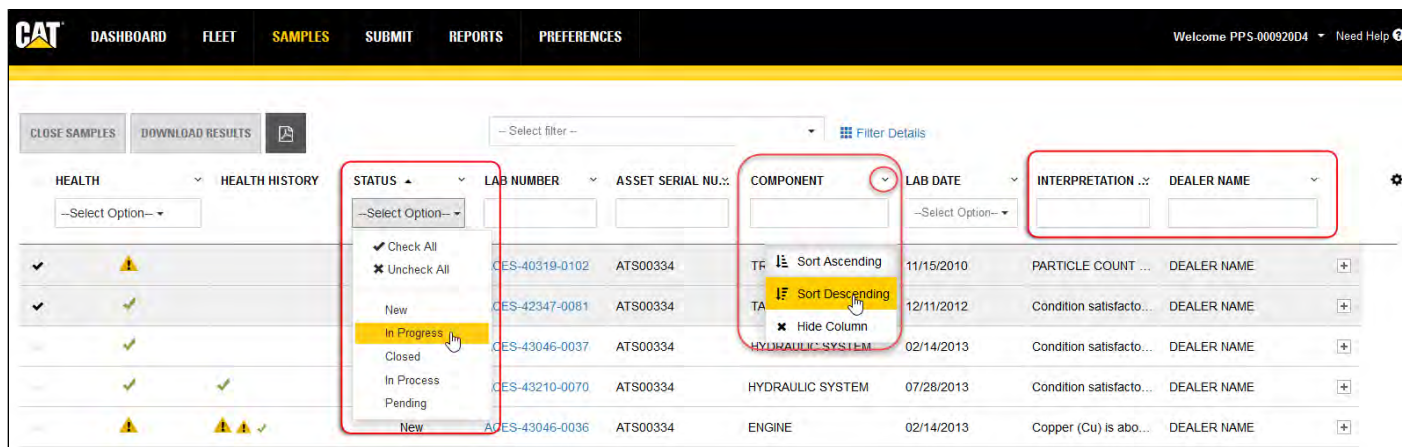 CAT DASHBOARD FLEET SAMPLES SUBMIT REPORTS PREFERENCES Welcome PPS-000920D4 Need Help
CLOSE SAMPLES DOWNLOAD RESULTS -- Select filter -- Filter Details
HEALTH HEALTH HISTORY STATUS LAB NUMBER ASSET SERIAL NU... COMPONENT LAB DATE INTERPRETATION ... DEALER NAME
--Select Option-- --Select Option-- --Select Option--
Check All
Uncheck All
New
In Progress
Closed
In Process
Pending
Sort Ascending
Sort Descending
Hide Column
CES-40319-0102 ATS00334 TR 11/15/2010 PARTICLE COUNT ... DEALER NAME
CES-42347-0081 ATS00334 TA 12/11/2012 Condition satisfacto... DEALER NAME
CES-43046-0037 ATS00334 HYDRAULIC SYSTEM 02/14/2013 Condition satisfacto... DEALER NAME
CES-43210-0070 ATS00334 HYDRAULIC SYSTEM 07/28/2013 Condition satisfacto... DEALER NAME
New ACES-43046-0036 ATS00334 ENGINE 02/14/2013 Copper (Cu) is abo... DEALER NAME